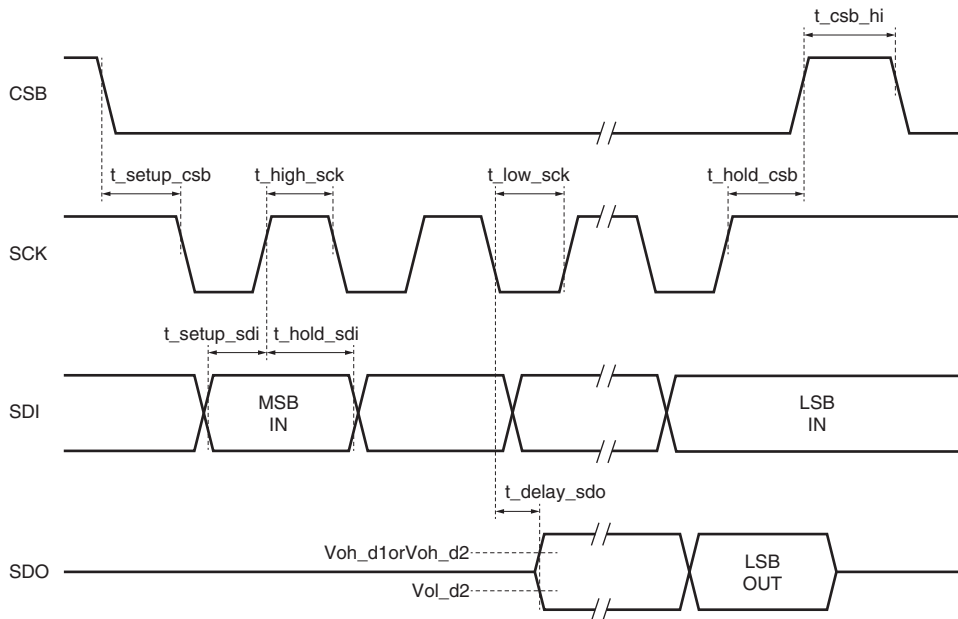 t_csb_hi
CSB
t_setup_csb
t_high_sck
t_low_sck
t_hold_csb
SCK
t_setup_sdi
t_hold_sdi
SDI
MSB
IN
LSB
IN
t_delay_sdo
Voh_d1orVoh_d2
SDO
Vol_d2
LSB
OUT